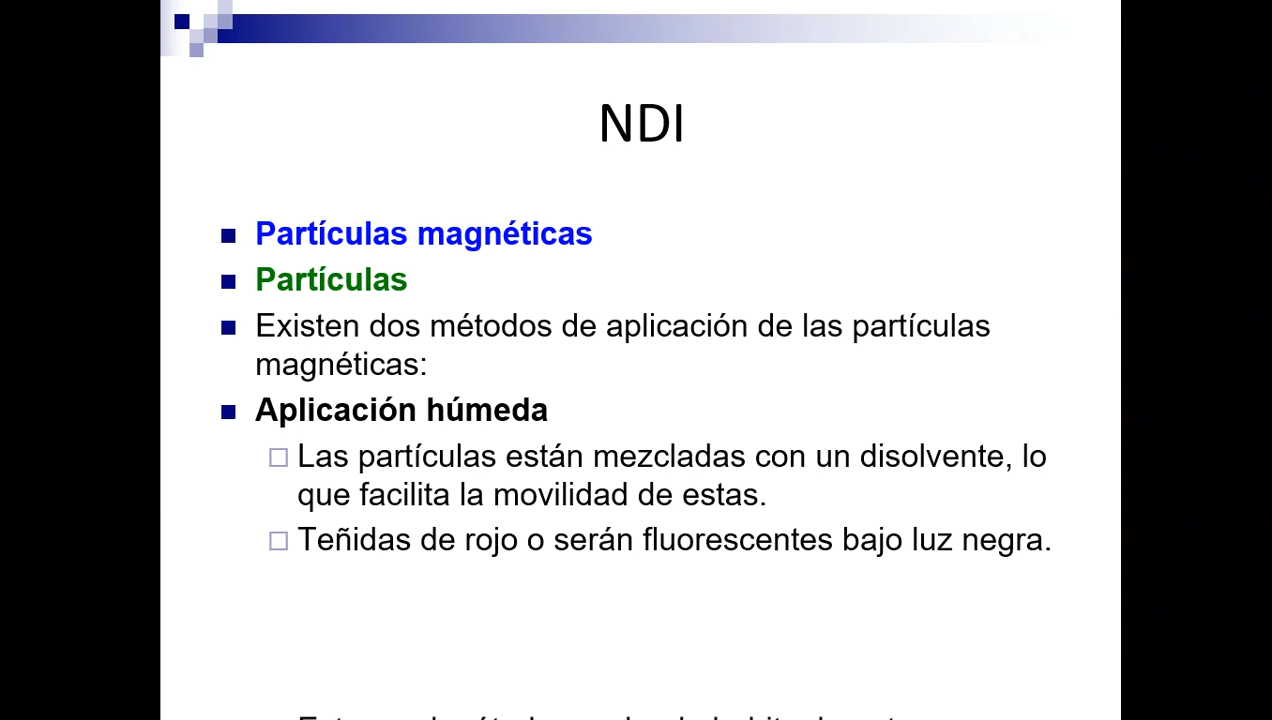 NDI
Partículas magnéticas
Partículas
Existen dos métodos de aplicación de las partículas
magnéticas:
Aplicación húmeda
Las partículas están mezcladas con un disolvente, lo
que facilita la movilidad de estas.
Teñidas de rojo o serán fluorescentes bajo luz negra.